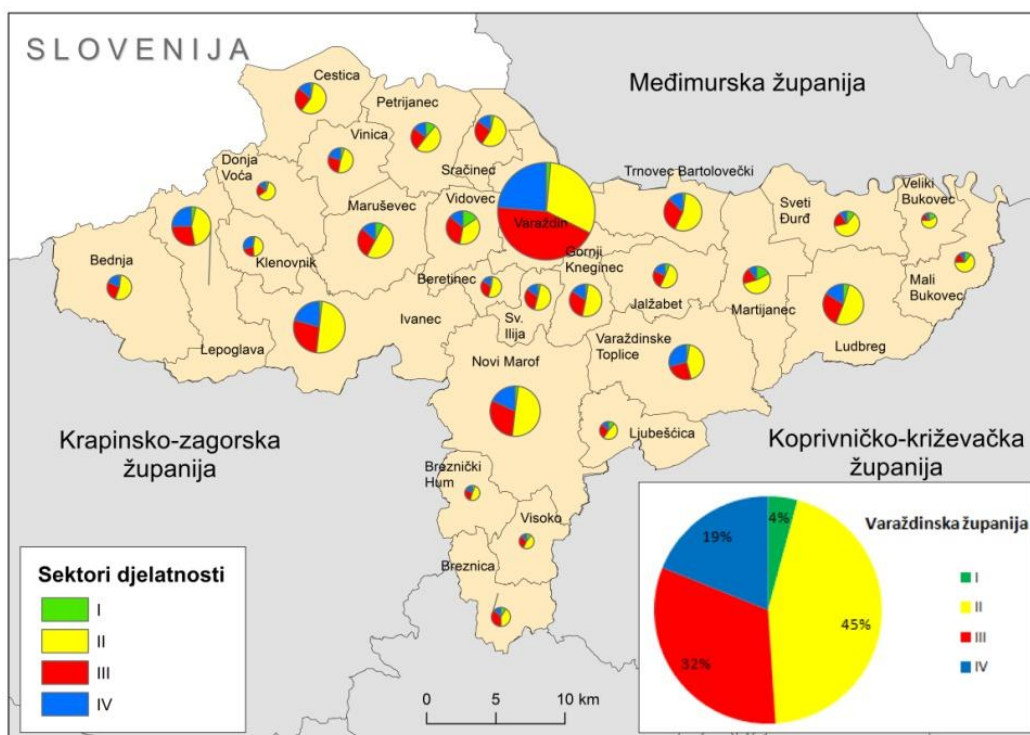 SLOVENIJA
Međimurska županija
Cestica
Petrijanec
Vinica
Sračinec
Donja
Voća
Trnovec Bartolovečki
Veliki
Bukovec
Sveti
Đurđ
Maruševec
Vidovec
Varaždin
Klenovnik
Gornji
Kneginec
Bednja
Beretinec
Mali
Bukovec
Jalžabet
Martijanec
Ivanec
Sv.
Ilija
Lepoglava
Varaždinske
Toplice
Ludbreg
Novi Marof
Krapinsko-zagorska
županija
Ljubešćica
Koprivničko-križevačka
županija
Breznički
Hum
Visoko
Breznica
Sektori djelatnosti
I
II
III
IV
0 5 10 km
Varaždinska županija
4%
19%
45%
32%
I
II
III
IV